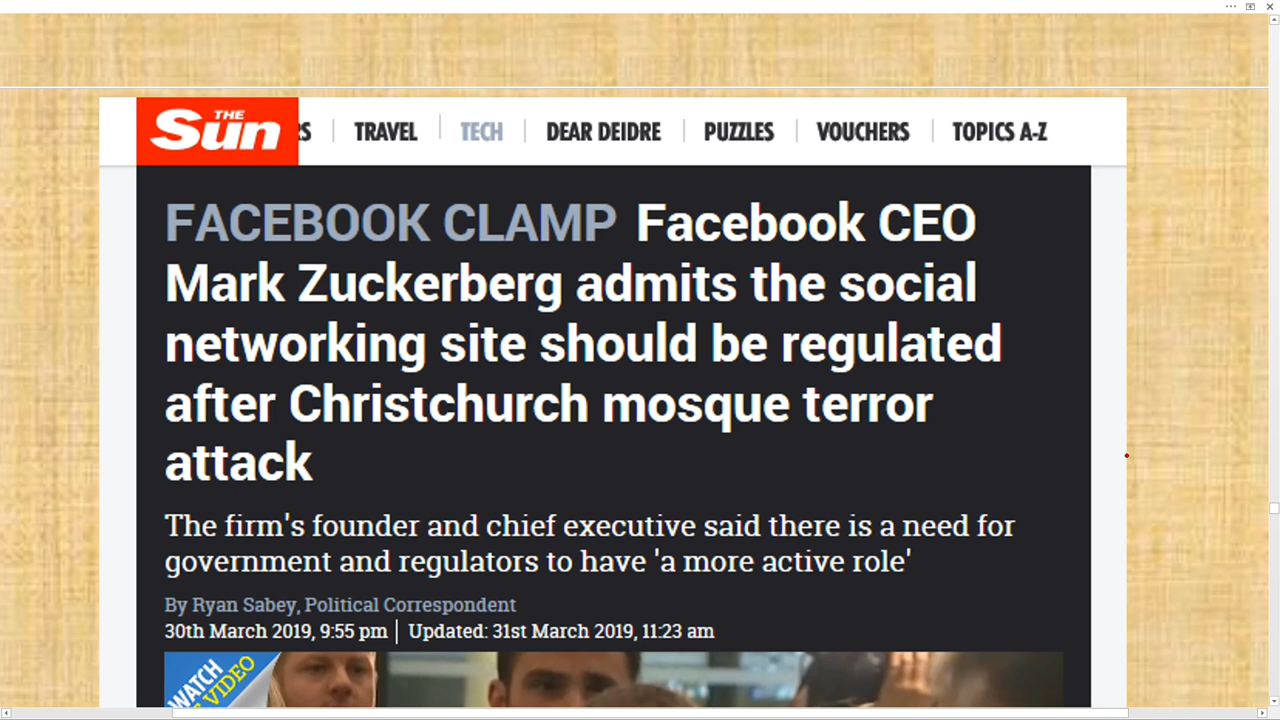 THE
Sun
RS
TRAVEL
TECH
DEAR DEIDRE
PUZZLES
VOUCHERS
TOPICS A-Z
FACEBOOK CLAMP Facebook CEO
Mark Zuckerberg admits the social
networking site should be regulated
after Christchurch mosque terror
attack
The firm's founder and chief executive said there is a need for
government and regulators to have 'a more active role'
By Ryan Sabey, Political Correspondent
30th March 2019, 9:55 pm | Updated: 31st March 2019, 11:23 am
WATCH
VIDEO